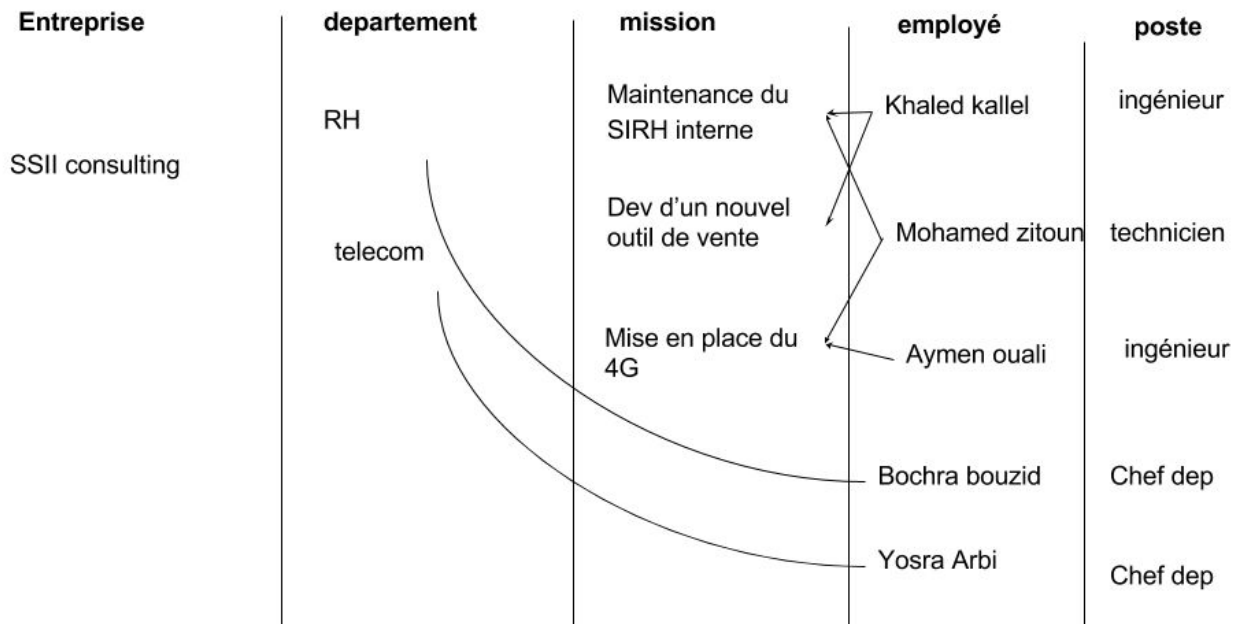 Entreprise
departement
mission
employé
poste
SSII consulting
RH
telecom
Maintenance du
SIRH interne
Dev d'un nouvel
outil de vente
Mise en place du
4G
Khaled kallel
Mohamed zitoun
Aymen ouali
Bochra bouzid
Yosra Arbi
ingénieur
technicien
ingénieur
Chef dep
Chef dep